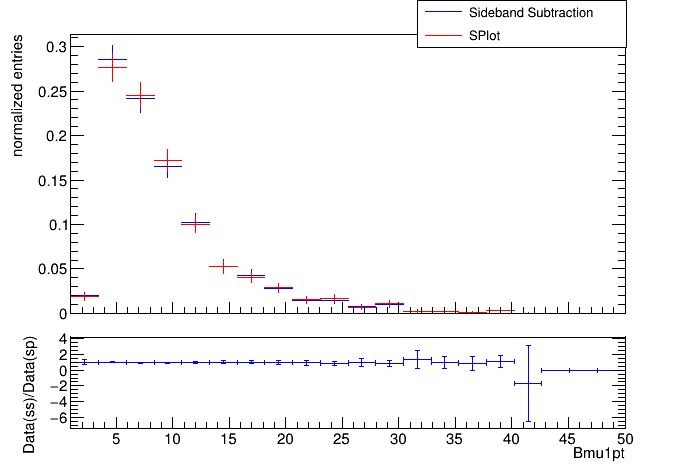 Sideband Subtraction
SPlot
normalized entries
0.3
0.25
0.2
0.15
0.1
0.05
0
Data(ss)/Data(sp)
4
2
0
−2
−4
−6
5 10 15 20 25 30 35 40 45 50
Bmu1pt